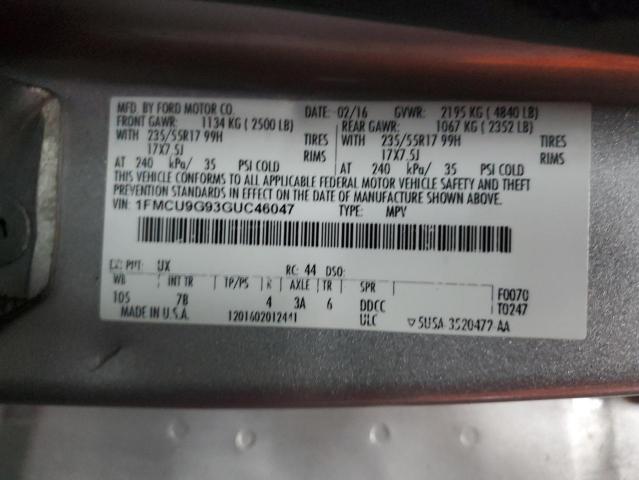 MFD. BY FORD MOTOR CO. DATE: 02/16 GVWR: 2195 KG ( 4840 LB)
FRONT GAWR: 1134 KG ( 2500 LB) REAR GAWR: 1067 KG ( 2352 LB)
WITH 235/55R17 99H TIRES WITH 235/55R17 99H TIRES
17X7.5J RIMS 17X7.5J RIMS
AT 240 kPa/ 35 PSI COLD AT 240 kPa/ 35 PSI COLD
THIS VEHICLE CONFORMS TO ALL APPLICABLE FEDERAL MOTOR VEHICLE SAFETY AND THEFT
PREVENTION STANDARDS IN EFFECT ON THE DATE OF MANUFACTURE SHOWN ABOVE.
VIN: 1FMCU9G93GUC46047 TYPE: MPV
EXT PNT: UX RC: 44 DSO:
WB INT TR TP/PS R AXLE TR SPR F0070
105 7B 4 3A 6 DDCC T0247
MADE IN U.S.A. 1201602012441 ULC 5U5A-3520472-AA